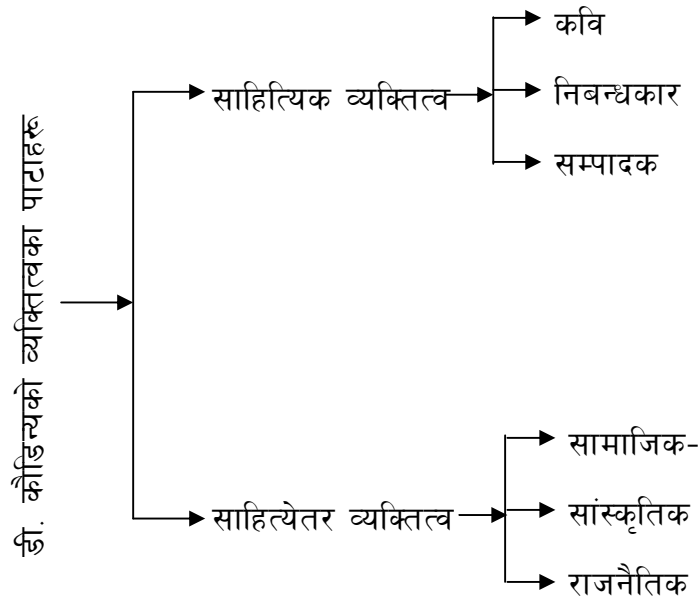 डी. कौडिन्यको व्यक्तित्वका पाटाहरू
साहित्यिक व्यक्तित्व
कवि
निबन्धकार
सम्पादक
साहित्येतर व्यक्तित्व
सामाजिक-
सांस्कृतिक
राजनैतिक